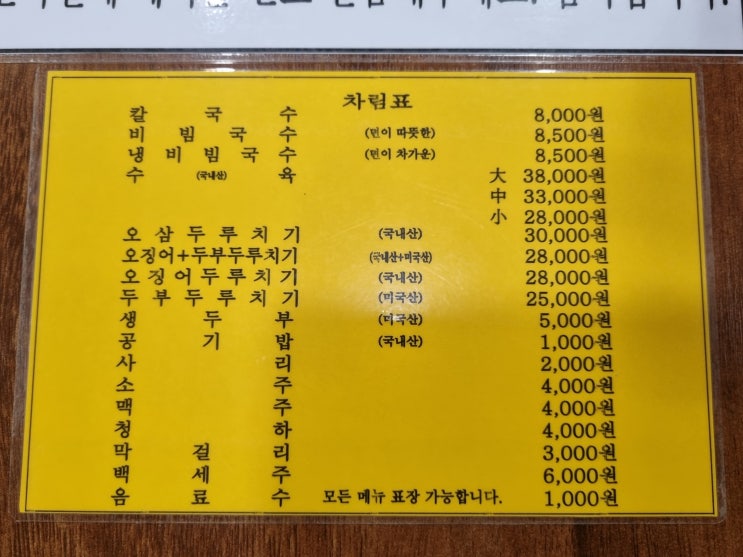 차림표
칼국수 8,000원
비빔국수 (면이 따뜻한) 8,500원
냉비빔국수 (면이 차가운) 8,500원
수(국내산)육 大 38,000원
中 33,000원
小 28,000원
오삼두루치기 (국내산) 30,000원
오징어+두부두루치기 (국내산+미국산) 28,000원
오징어두루치기 (국내산) 28,000원
두부두루치기 (미국산) 25,000원
생두부 (미국산) 5,000원
공기밥 (국내산) 1,000원
사리 2,000원
소주 4,000원
맥주 4,000원
청하 4,000원
막걸리 3,000원
백세주 6,000원
음료수 모든 메뉴 표장 가능합니다. 1,000원